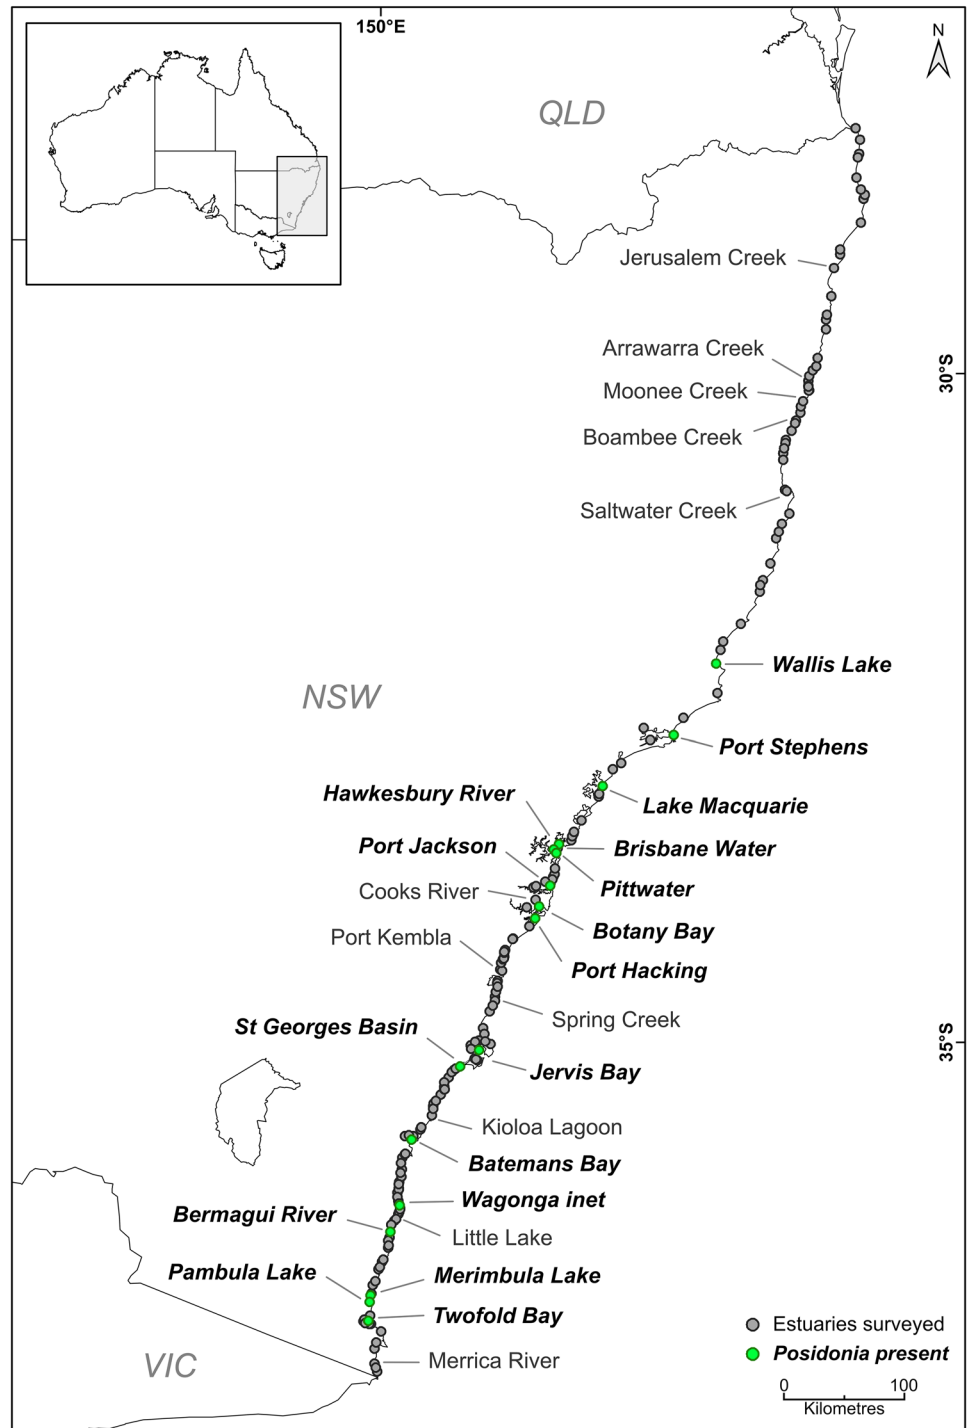 150°E
N
QLD
Jerusalem Creek
Arrawarra Creek
30°S
Moonee Creek
Boambee Creek
Saltwater Creek
Wallis Lake
NSW
Port Stephens
Hawkesbury River
Lake Macquarie
Port Jackson
Brisbane Water
Cooks River
Pittwater
Botany Bay
Port Kembla
Port Hacking
Spring Creek
St Georges Basin
35°S
Jervis Bay
Kioloa Lagoon
Batemans Bay
Wagonga inet
Bermagui River
Little Lake
Pambula Lake
Merimbula Lake
Twofold Bay
Estuaries surveyed
Posidonia present
VIC
Merrica River
0 100
Kilometres